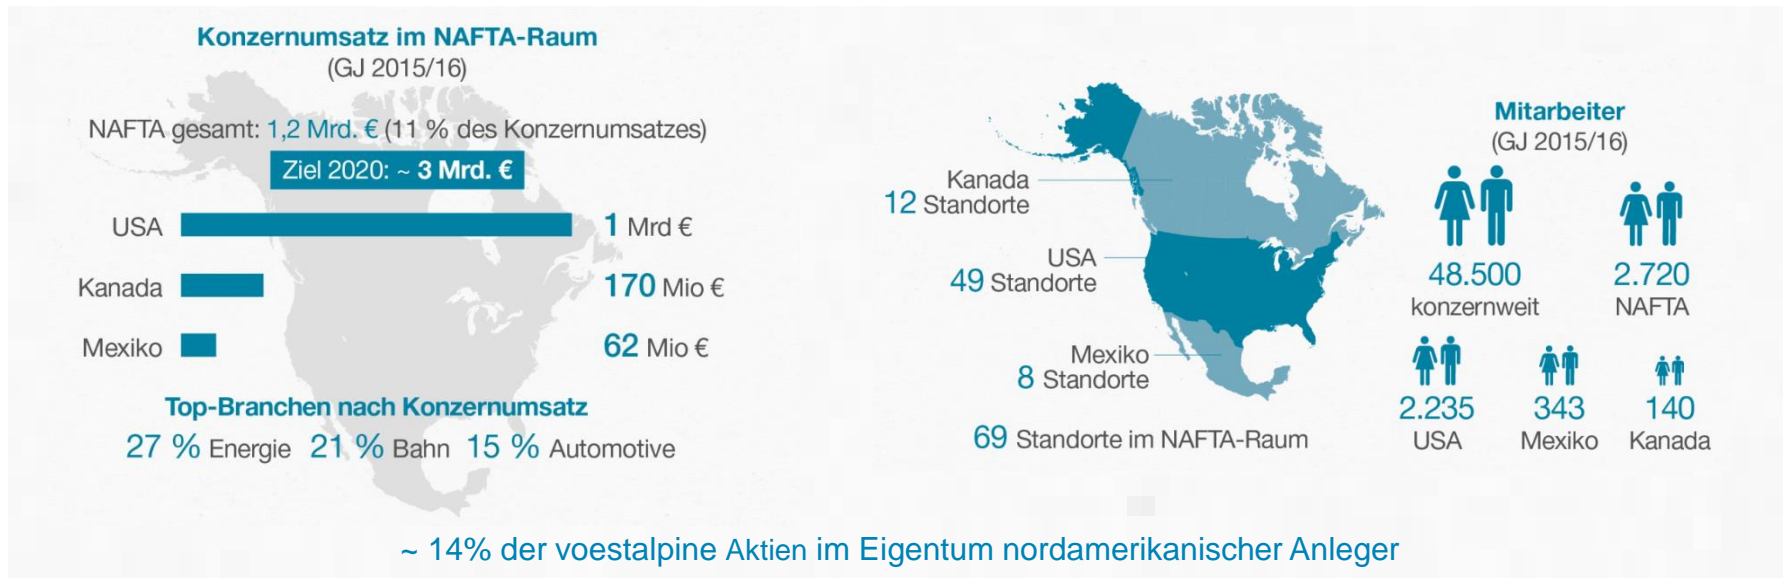 Konzernumsatz im NAFTA-Raum
(GJ 2015/16)
NAFTA gesamt: 1,2 Mrd. € (11 % des Konzernumsatzes)
Ziel 2020: ~ 3 Mrd. €
USA 1 Mrd €
Kanada 170 Mio €
Mexiko 62 Mio €
Top-Branchen nach Konzernumsatz
27 % Energie 21 % Bahn 15 % Automotive
Kanada
12 Standorte
USA
49 Standorte
Mexiko
8 Standorte
69 Standorte im NAFTA-Raum
Mitarbeiter
(GJ 2015/16)
48.500 2.720
konzernweit NAFTA
2.235 343 140
USA Mexiko Kanada
~ 14% der voestalpine Aktien im Eigentum nordamerikanischer Anleger